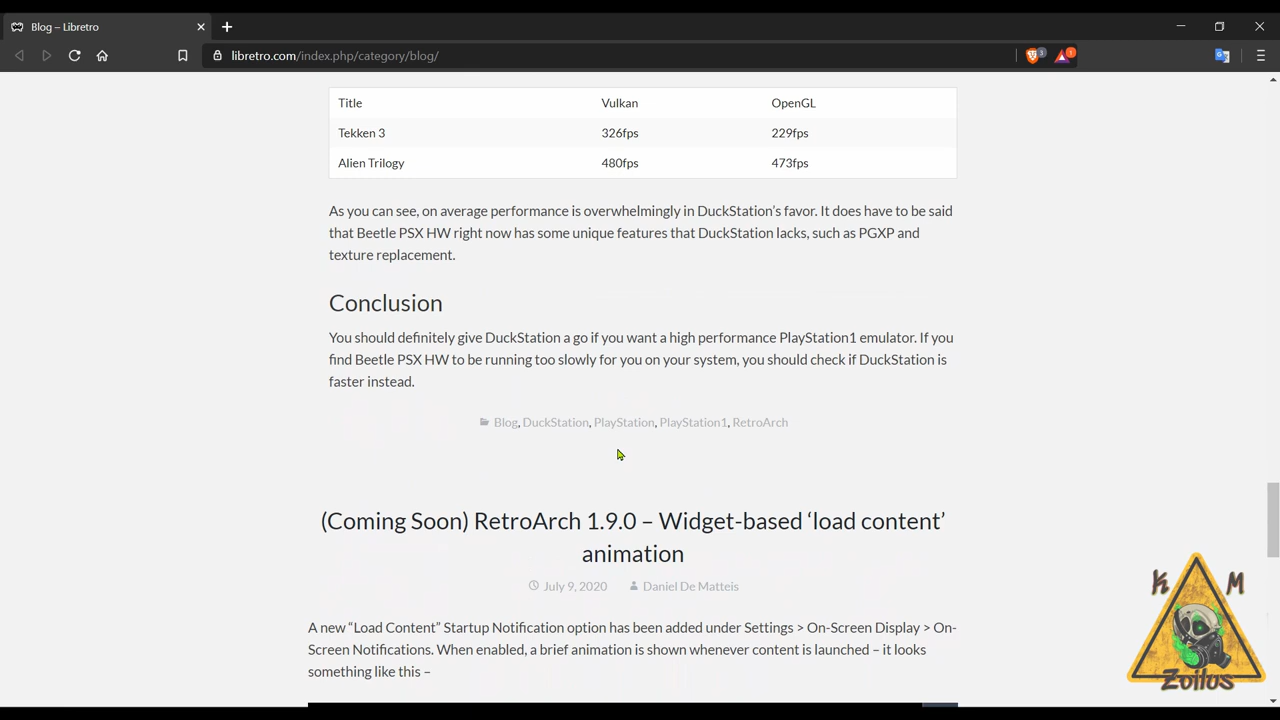 Blog – Libretro
libretro.com/index.php/category/blog/
3
1
Title Vulkan OpenGL
Tekken 3 326fps 229fps
Alien Trilogy 480fps 473fps
As you can see, on average performance is overwhelmingly in DuckStation’s favor. It does have to be said
that Beetle PSX HW right now has some unique features that DuckStation lacks, such as PGXP and
texture replacement.
Conclusion
You should definitely give DuckStation a go if you want a high performance PlayStation1 emulator. If you
find Beetle PSX HW to be running too slowly for you on your system, you should check if DuckStation is
faster instead.
Blog, DuckStation, PlayStation, PlayStation1, RetroArch
(Coming Soon) RetroArch 1.9.0 – Widget-based ‘load content’
animation
July 9, 2020 Daniel De Matteis
A new “Load Content” Startup Notification option has been added under Settings > On-Screen Display > On-
Screen Notifications. When enabled, a brief animation is shown whenever content is launched – it looks
something like this –
K M
Zoilus